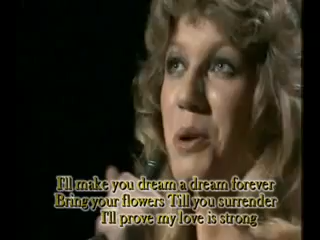 I'll make you dream a dream forever
Bring your flowers Till you surrender
I'll prove my love is strong